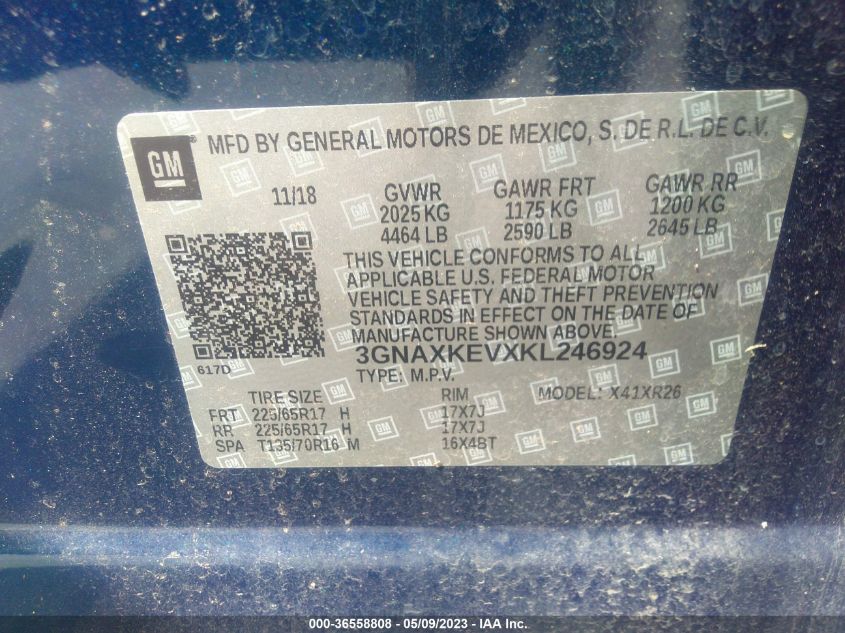 GM
MFD BY GENERAL MOTORS DE MEXICO, S. DE R.L. DE C.V.
11/18 GVWR GAWR FRT GAWR RR
2025 KG 1175 KG 1200 KG
4464 LB 2590 LB 2645 LB
THIS VEHICLE CONFORMS TO ALL
APPLICABLE U.S. FEDERAL MOTOR
VEHICLE SAFETY AND THEFT PREVENTION
STANDARDS IN EFFECT ON THE DATE OF
MANUFACTURE SHOWN ABOVE.
3GNAXKEVXKL246924
617D
TYPE: M.P.V. MODEL: X41XR26
TIRE SIZE RIM
FRT 225/65R17 H 17X7J
RR 225/65R17 H 17X7J
SPA T135/70R16 M 16X4BT
000-36558808 - 05/09/2023 - IAA Inc.